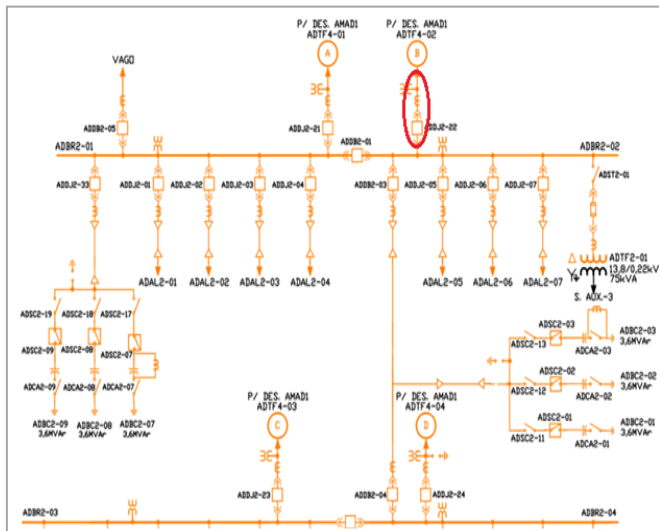 P/ DES. AMAD1
ADTF4-01
P/ DES. AMAD1
ADTF4-02
A
B
VAGO
ADDB2-05
ADDJ2-21
ADDJ2-22
ADBR2-01
ADDB2-01
ADBR2-02
ADDJ2-33
ADDJ2-01
ADDJ2-02
ADDJ2-03
ADDJ2-04
ADDB2-03
ADDJ2-05
ADDJ2-06
ADDJ2-07
ADST2-01
ADTF2-01
13,8/0,22kV
75kVA
S. AUX.-3
ADAL2-01
ADAL2-02
ADAL2-03
ADAL2-04
ADAL2-05
ADAL2-06
ADAL2-07
ADSC2-19
ADSC2-18
ADSC2-17
ADSC2-09
ADSC2-08
ADSC2-07
ADCA2-09
ADCA2-08
ADCA2-07
ADBC2-09
3,6MVAr
ADBC2-08
3,6MVAr
ADBC2-07
3,6MVAr
ADSC2-03
ADSC2-13
ADCA2-03
ADBC2-03
3,6MVAr
ADSC2-02
ADSC2-12
ADCA2-02
ADBC2-02
3,6MVAr
ADSC2-01
ADSC2-11
ADCA2-01
ADBC2-01
3,6MVAr
P/ DES. AMAD1
ADTF4-03
P/ DES. AMAD1
ADTF4-04
C
D
ADDJ2-23
ADDB2-04
ADDJ2-24
ADBR2-03
ADBR2-04